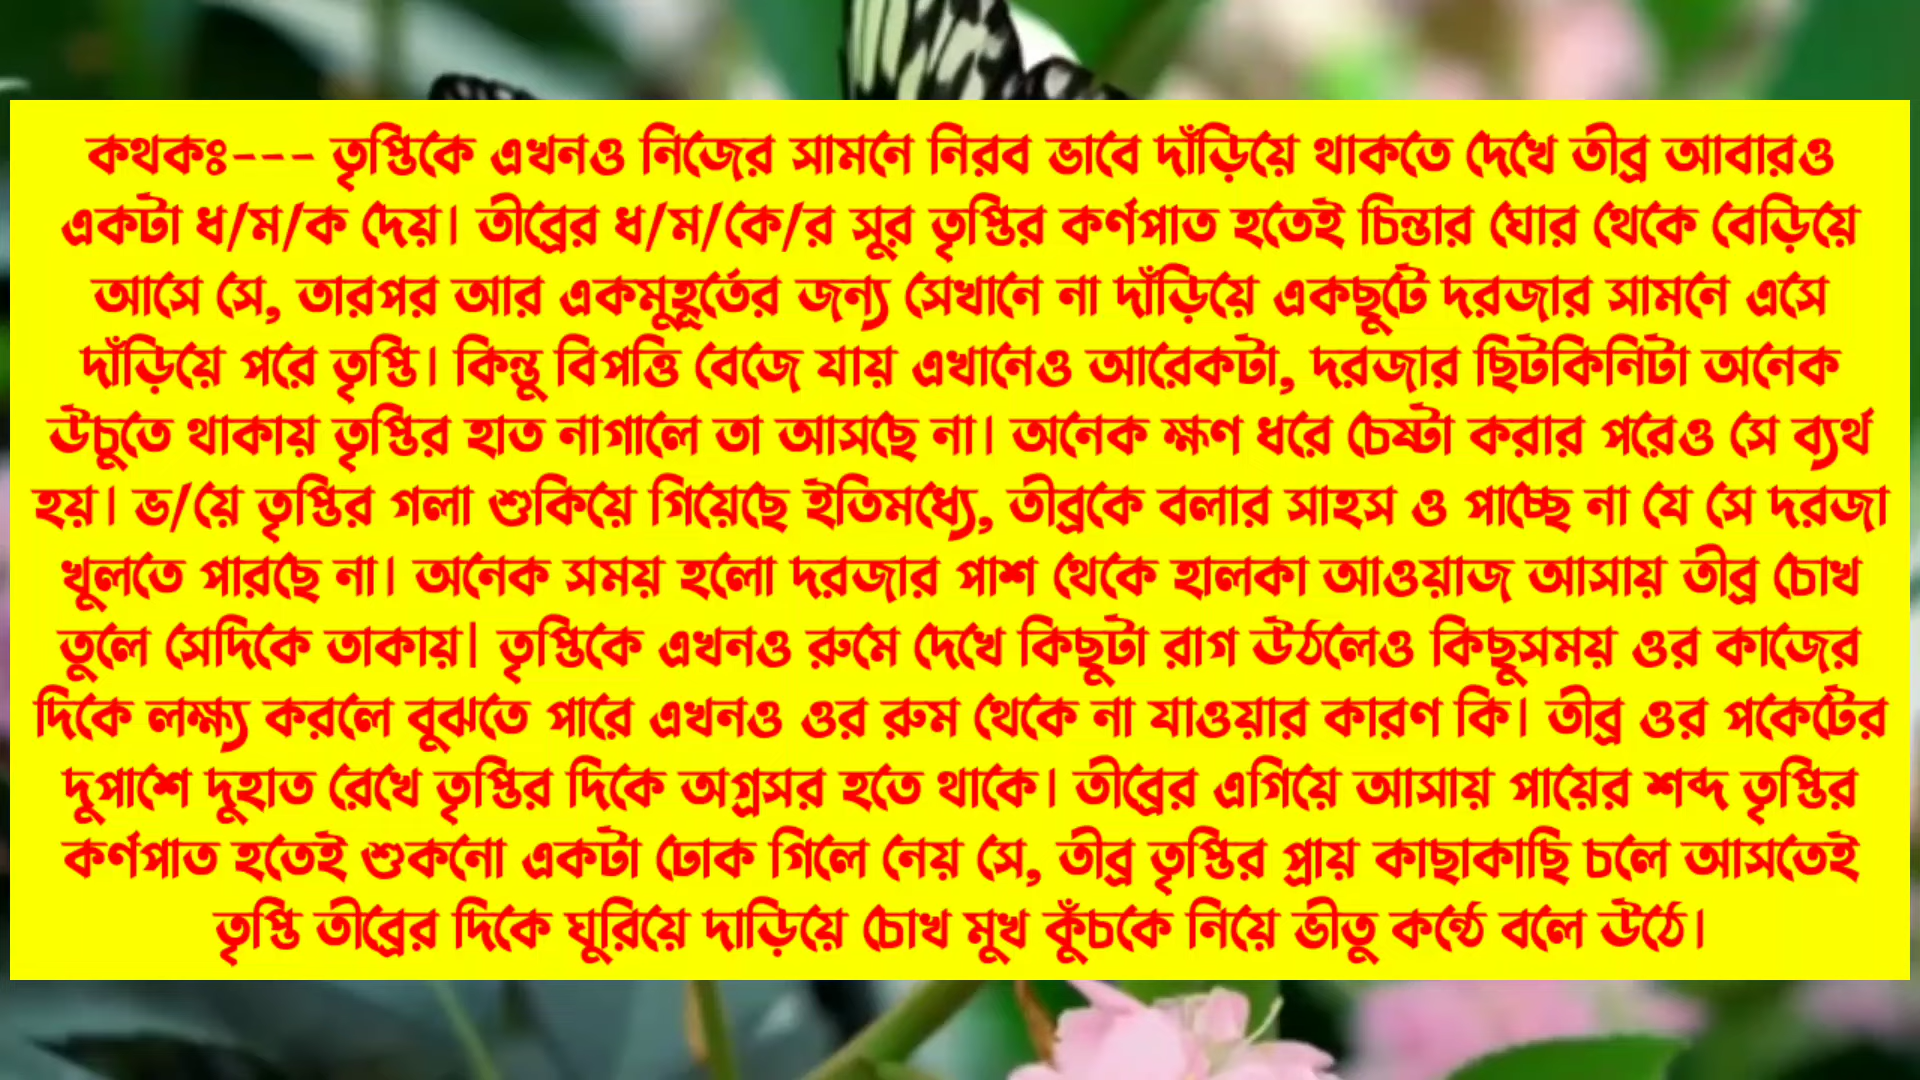 কথকঃ--- তৃপ্তিকে এখনও নিজের সামনে নিরব ভাবে দাঁড়িয়ে থাকতে দেখে তীব্র আবারও
একটা ধ/ম/ক দেয়। তীব্রের ধ/ম/কে/র সুর তৃপ্তির কর্ণপাত হতেই চিন্তার ঘোর থেকে বেড়িয়ে
আসে সে, তারপর আর একমুহূর্তের জন্য সেখানে না দাঁড়িয়ে একছুটে দরজার সামনে এসে
দাঁড়িয়ে পরে তৃপ্তি। কিন্তু বিপত্তি বেজে যায় এখানেও আরেকটা, দরজার ছিটকিনিটা অনেক
উচুতে থাকায় তৃপ্তির হাত নাগালে তা আসছে না। অনেক ক্ষণ ধরে চেষ্টা করার পরেও সে ব্যর্থ
হয়। ভ/য়ে তৃপ্তির গলা শুকিয়ে গিয়েছে ইতিমধ্যে, তীব্রকে বলার সাহস ও পাচ্ছে না যে সে দরজা
খুলতে পারছে না। অনেক সময় হলো দরজার পাশ থেকে হালকা আওয়াজ আসায় তীব্র চোখ
তুলে সেদিকে তাকায়| তৃপ্তিকে এখনও রুমে দেখে কিছুটা রাগ উঠলেও কিছুসময় ওর কাজের
দিকে লক্ষ্য করলে বুঝতে পারে এখনও ওর রুম থেকে না যাওয়ার কারণ কি। তীব্র ওর পকেটের
দুপাশে দুহাত রেখে তৃপ্তির দিকে অগ্রসর হতে থাকে। তীব্রের এগিয়ে আসায় পায়ের শব্দ তৃপ্তির
কর্ণপাত হতেই শুকনো একটা ঢোক গিলে নেয় সে, তীব্র তৃপ্তির প্রায় কাছাকাছি চলে আসতেই
তৃপ্তি তীব্রের দিকে ঘুরিয়ে দাড়িয়ে চোখ মুখ কুঁচকে নিয়ে ভীতু কন্ঠে বলে উঠে।